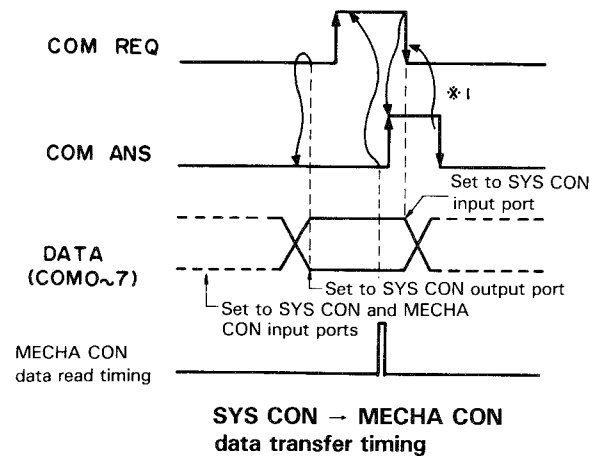 COM REQ
※1
COM ANS
Set to SYS CON
input port
DATA
(COM0~7)
Set to SYS CON output port
Set to SYS CON and MECHA
CON input ports
MECHA CON
data read timing
SYS CON → MECHA CON
data transfer timing